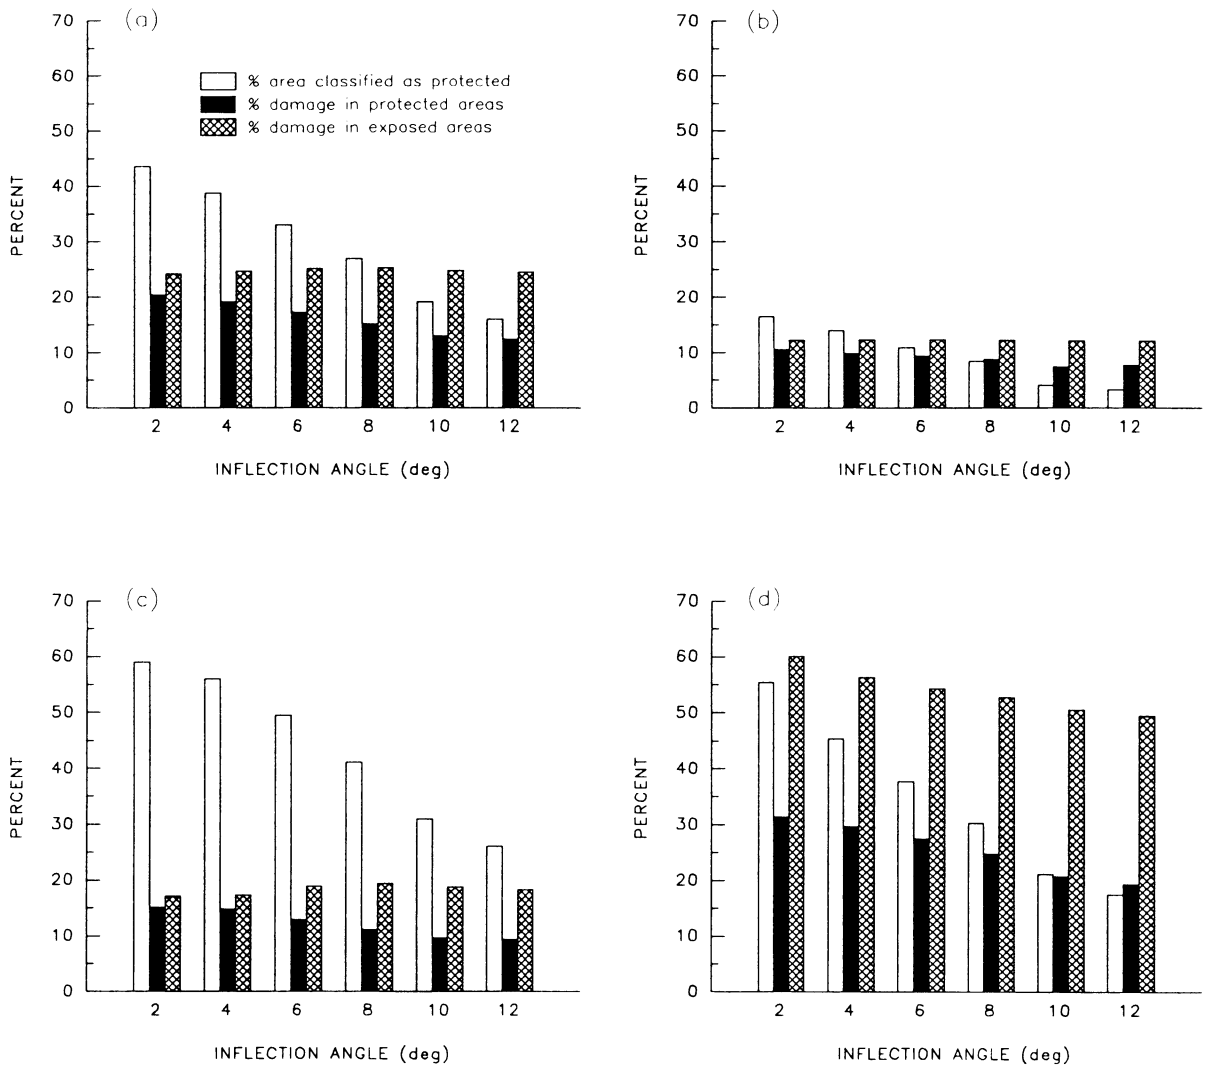 (a)
70
60
50
40
30
20
10
0
PERCENT
% area classified as protected
% damage in protected areas
% damage in exposed areas
2 4 6 8 10 12
INFLECTION ANGLE (deg)
(b)
70
60
50
40
30
20
10
0
PERCENT
2 4 6 8 10 12
INFLECTION ANGLE (deg)
(c)
70
60
50
40
30
20
10
0
PERCENT
2 4 6 8 10 12
INFLECTION ANGLE (deg)
(d)
70
60
50
40
30
20
10
0
PERCENT
2 4 6 8 10 12
INFLECTION ANGLE (deg)